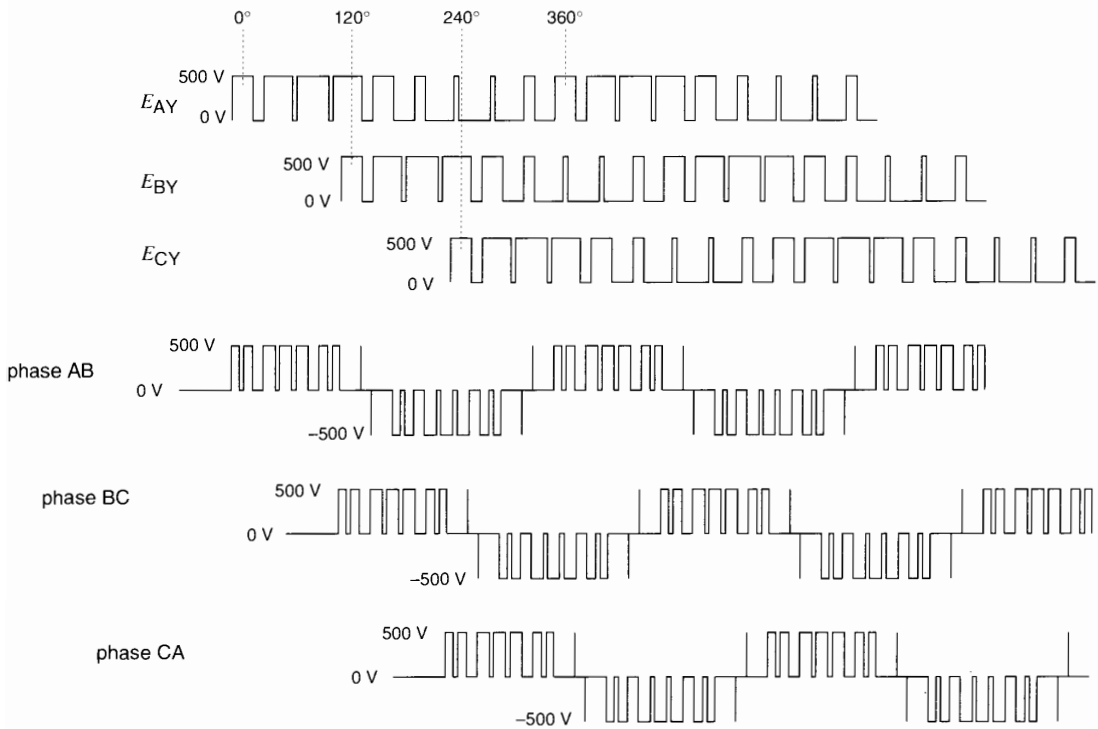 0° 120° 240° 360°
500 V
E_AY
0 V
500 V
E_BY
0 V
500 V
E_CY
0 V
500 V
phase AB
0 V
−500 V
500 V
phase BC
0 V
−500 V
500 V
phase CA
0 V
−500 V